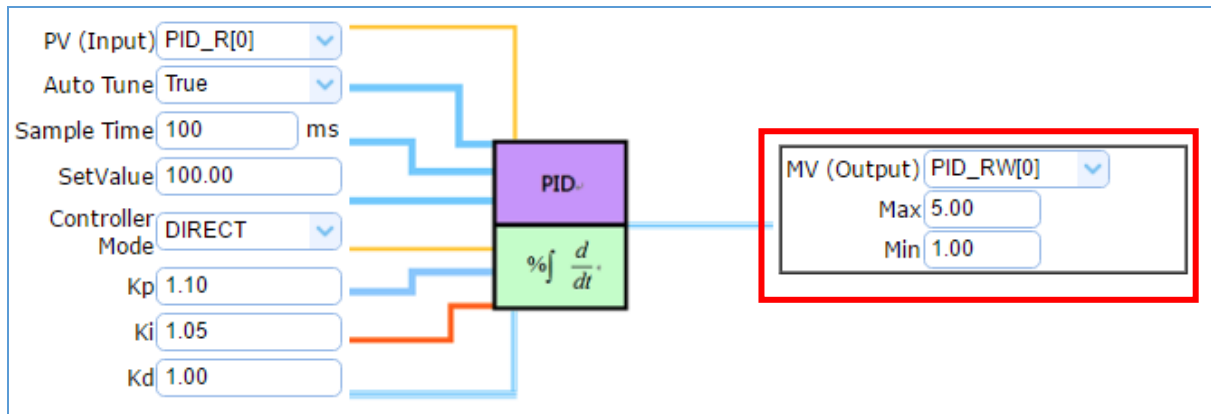 PV (Input) PID_R[0]
Auto Tune True
Sample Time 100 ms
SetValue 100.00
Controller
Mode DIRECT
Kp 1.10
Ki 1.05
Kd 1.00
PID
%∫ d/dt
MV (Output) PID_RW[0]
Max 5.00
Min 1.00